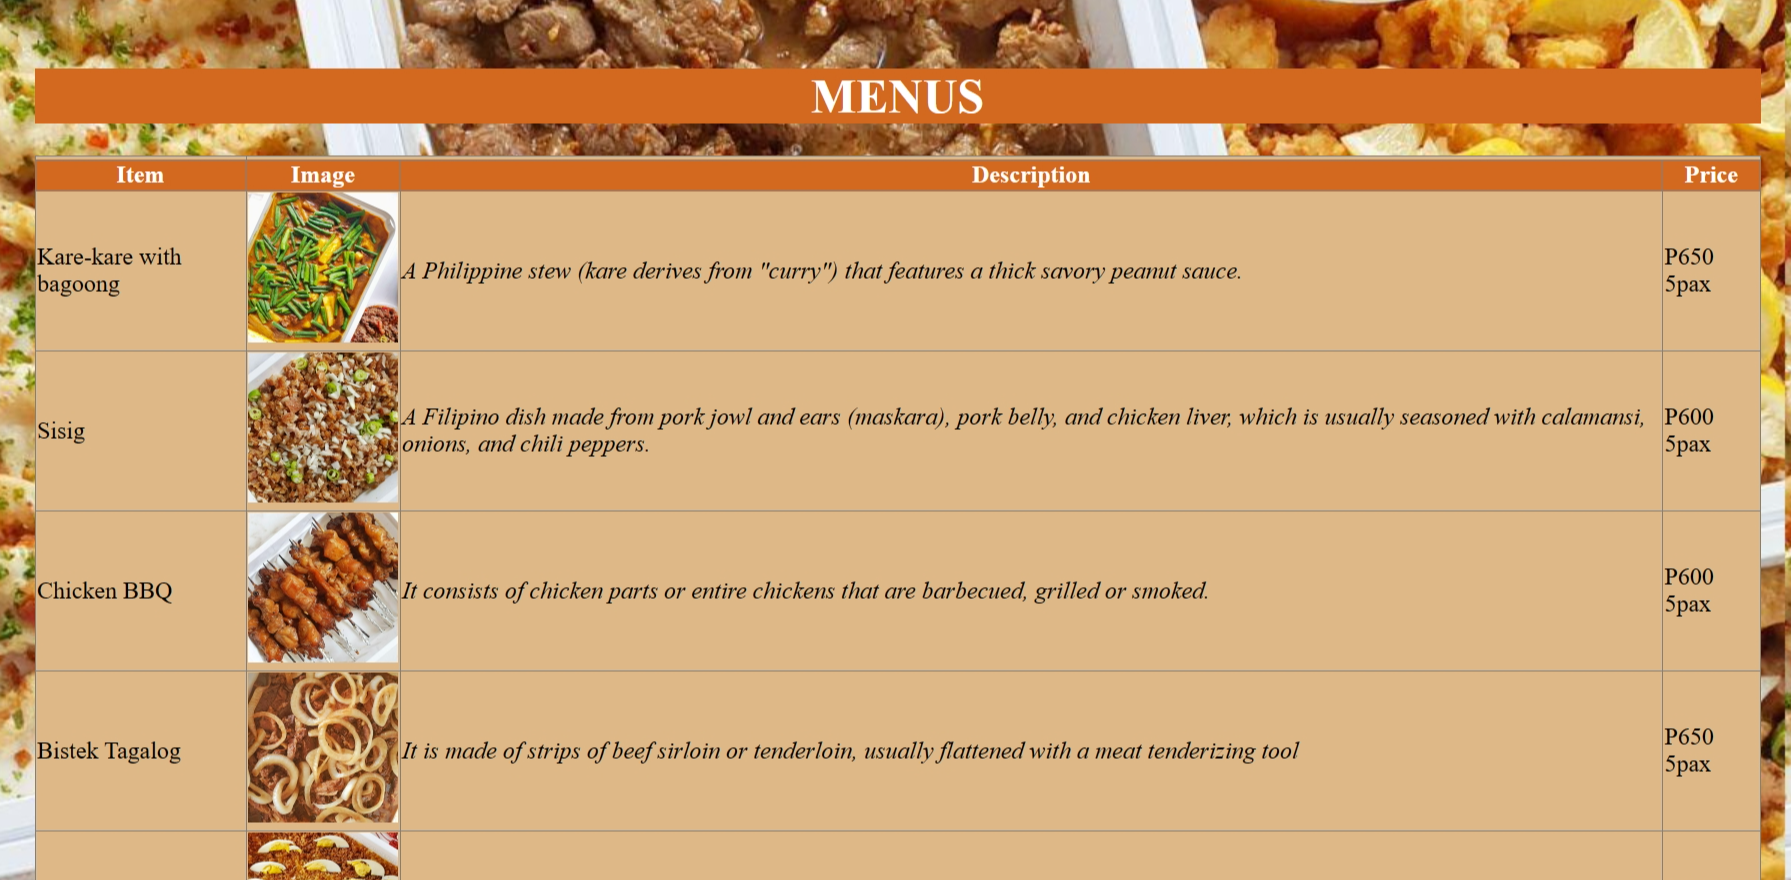 MENUS
Item Image Description Price
Kare-kare with
bagoong
A Philippine stew (kare derives from "curry") that features a thick savory peanut sauce.
P650
5pax
Sisig
A Filipino dish made from pork jowl and ears (maskara), pork belly, and chicken liver, which is usually seasoned with calamansi,
onions, and chili peppers.
P600
5pax
Chicken BBQ
It consists of chicken parts or entire chickens that are barbecued, grilled or smoked.
P600
5pax
Bistek Tagalog
It is made of strips of beef sirloin or tenderloin, usually flattened with a meat tenderizing tool
P650
5pax